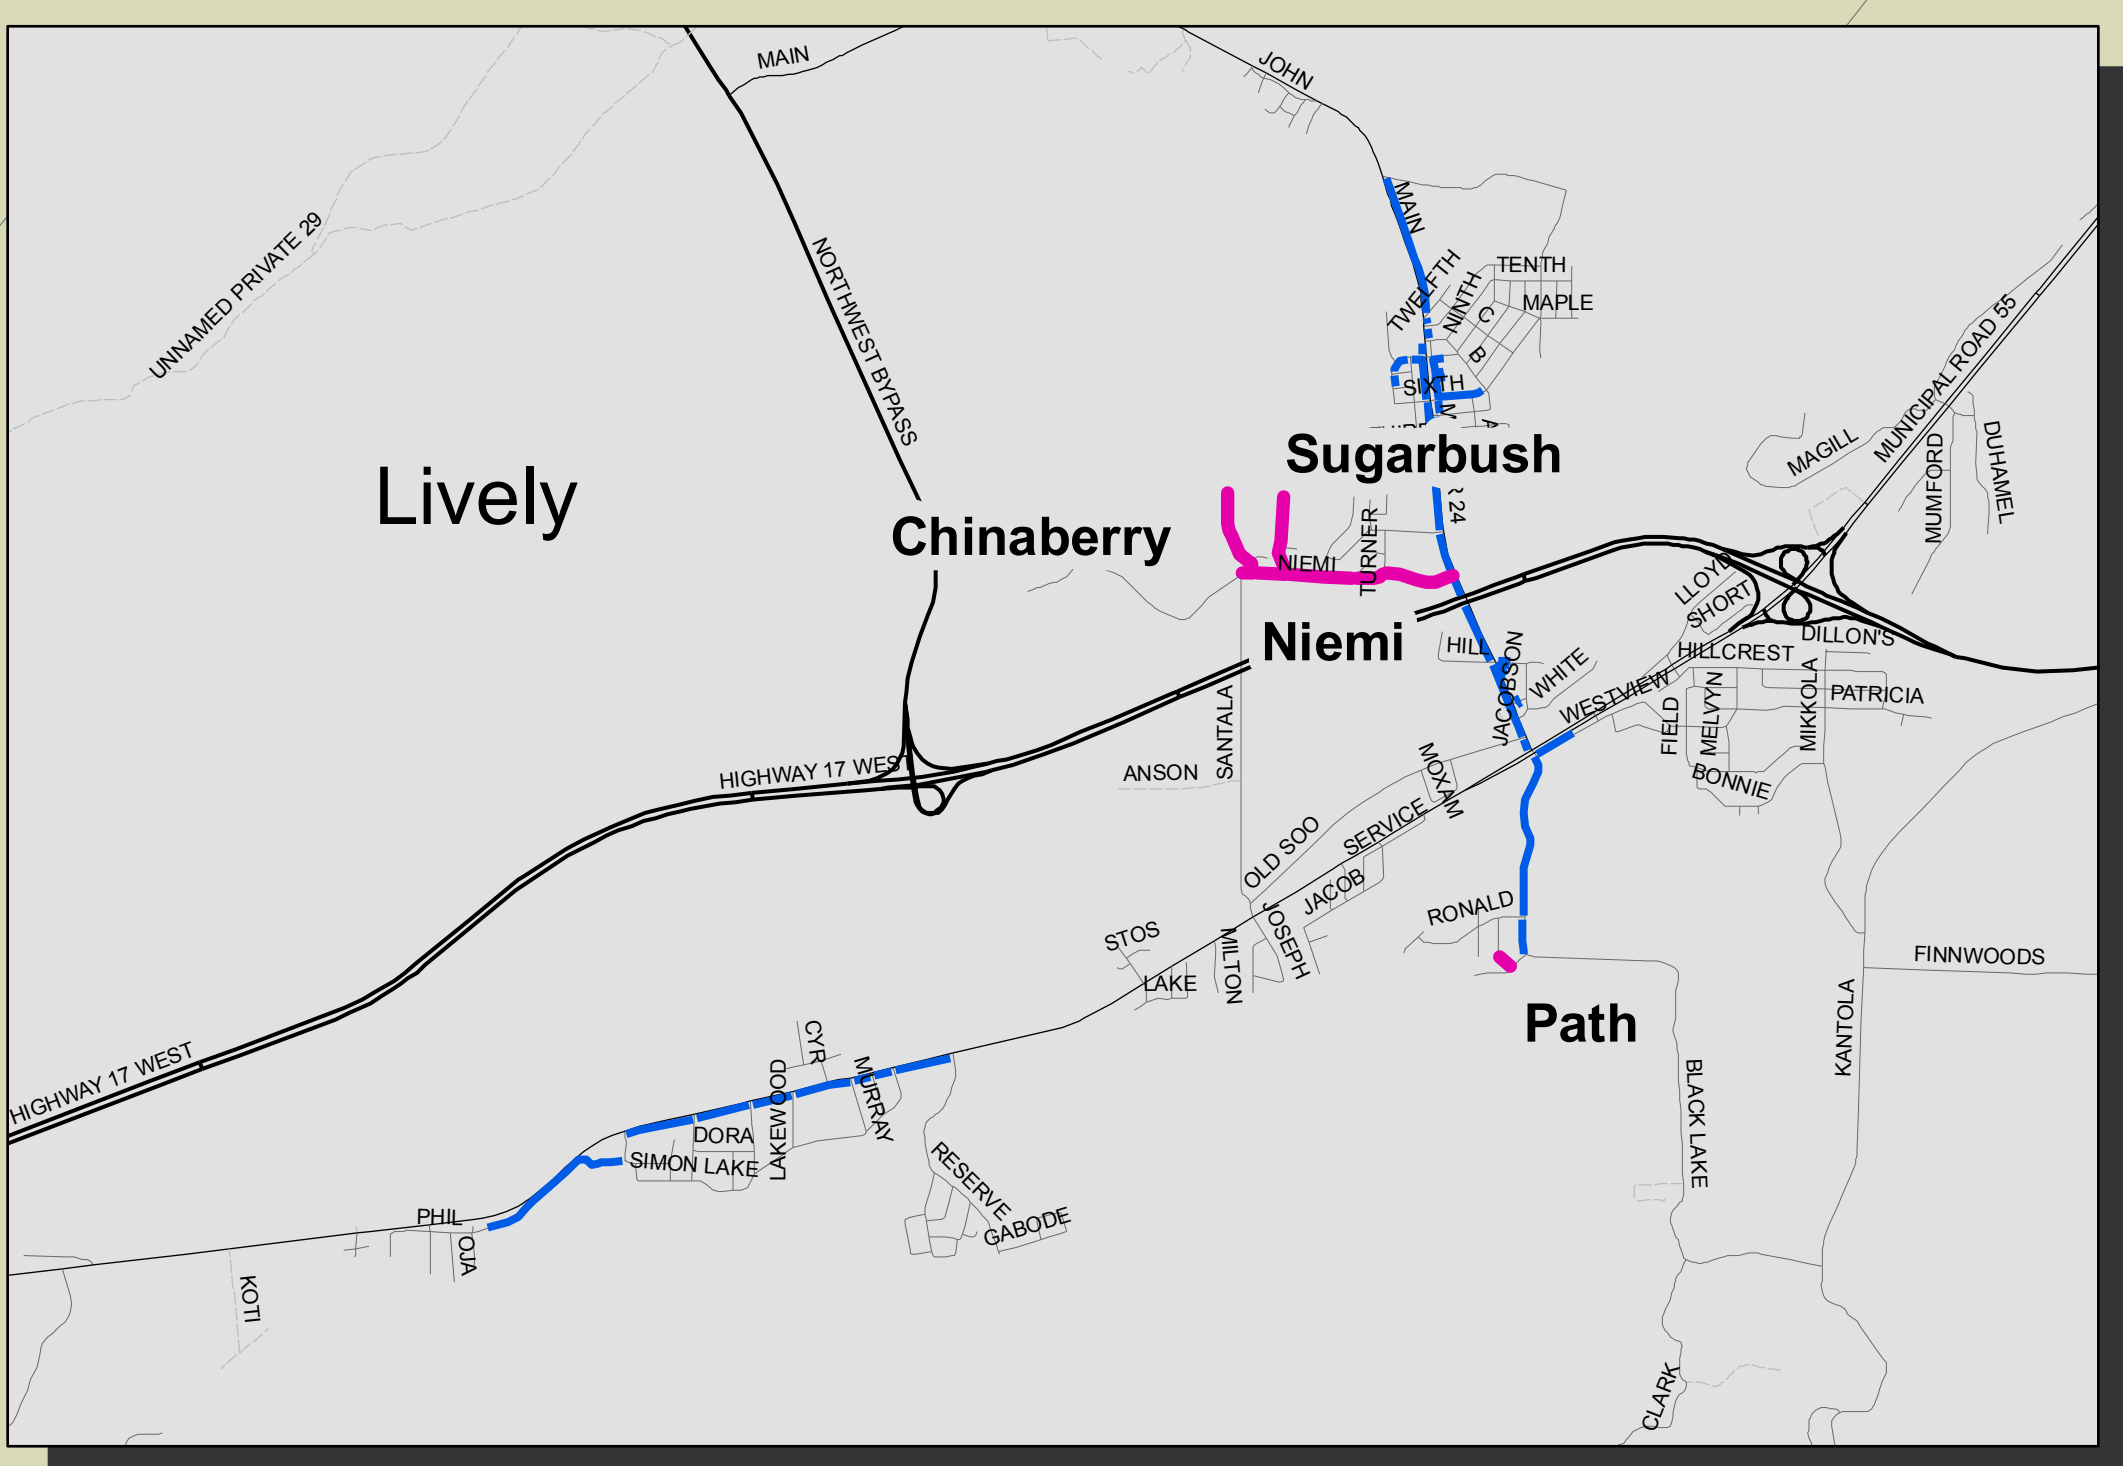 MAIN
JOHN
UNNAMED PRIVATE 29
NORTHWEST BYPASS
MAIN
TWELFTH
NINTH
TENTH
MAPLE
C
B
SIXTH
A
MUNICIPAL ROAD 55
MAGILL
MUMFORD
DUHAMEL
Lively
Sugarbush
Chinaberry
24
NIEMI
TURNER
LLOYD
SHORT
Niemi
HILL
JACOBSON
WHITE
WESTVIEW
HILLCREST
DILLON'S
PATRICIA
FIELD
MELVYN
MIKKOLA
BONNIE
SANTALA
ANSON
HIGHWAY 17 WEST
MOXAM
OLD SOO
SERVICE
JACOB
JOSEPH
RONALD
STOS
LAKE
MILTON
FINNWOODS
KANTOLA
Path
HIGHWAY 17 WEST
CYR
MURRAY
LAKEWOOD
DORA
SIMON LAKE
BLACK LAKE
RESERVE
GABODE
PHIL
OJA
KOTI
CLARK